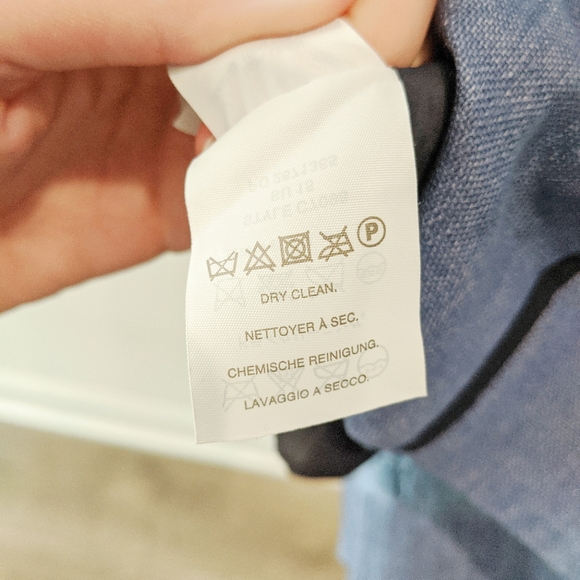 P
DRY CLEAN.
NETTOYER À SEC.
CHEMISCHE REINIGUNG.
LAVAGGIO A SECCO.